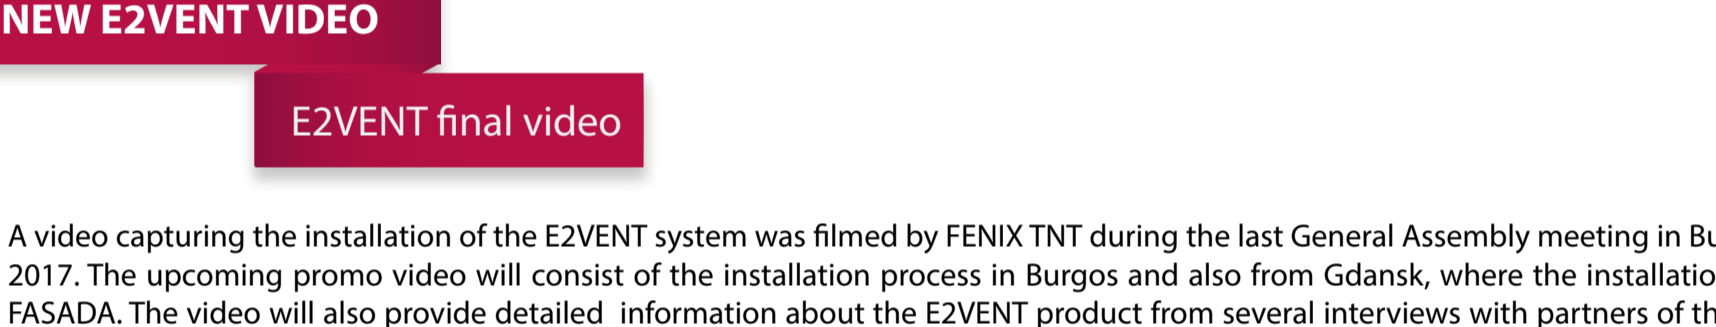 NEW E2VENT VIDEO
E2VENT final video
A video capturing the installation of the E2VENT system was filmed by FENIX TNT during the last General Assembly meeting in
2017. The upcoming promo video will consist of the installation process in Burgos and also from Gdansk, where the
FASADA. The video will also provide detailed information about the E2VENT product from several interviews with partners of